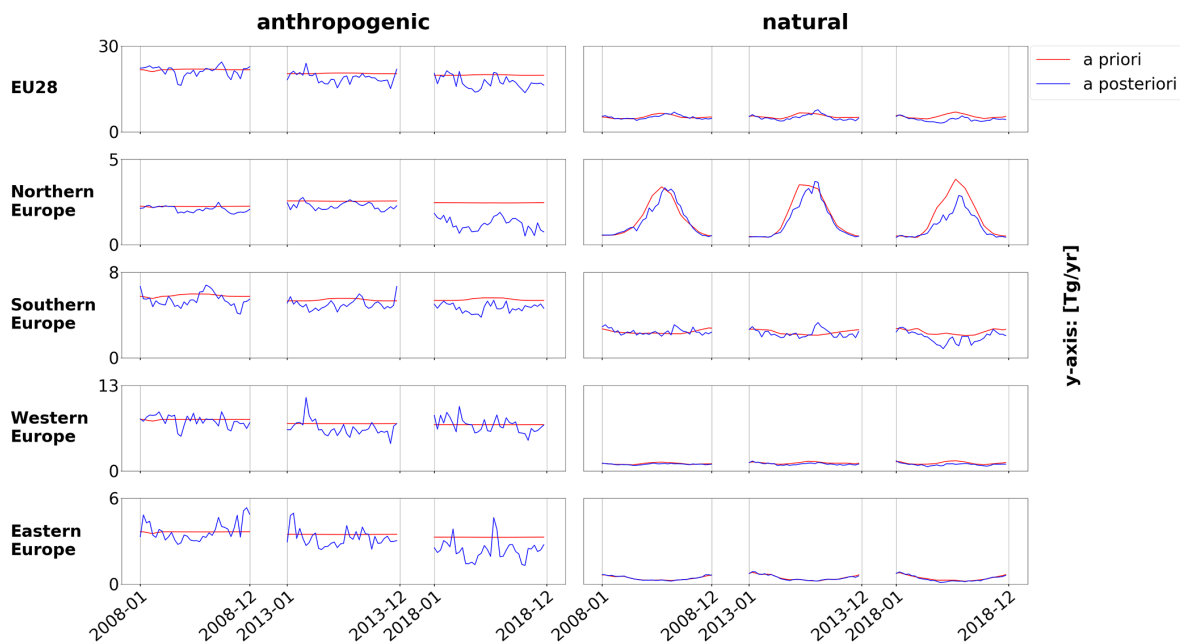 anthropogenic natural
30
EU28
0
a priori
a posteriori
5
Northern
Europe
0
8
Southern
Europe
0
13
Western
Europe
0
6
Eastern
Europe
0
y-axis: [Tg/yr]
2008-01 2008-12 2013-01 2013-12 2018-01 2018-12 2008-01 2008-12 2013-01 2013-12 2018-01 2018-12